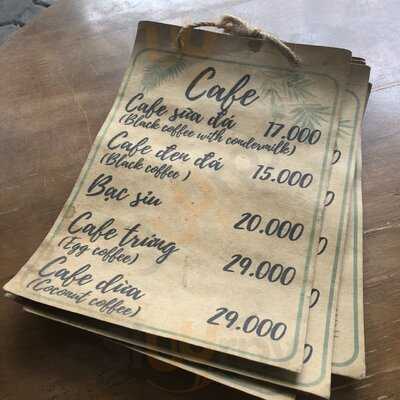 Cafe
Cafe sữa đá 17.000
(Black coffee with condermilk)
Cafe đen đá 15.000
(Black coffee )
Bạc sỉu 20.000
Cafe trứng 29.000
(Egg coffee)
Cafe dừa 29.000
(Coconut coffee)